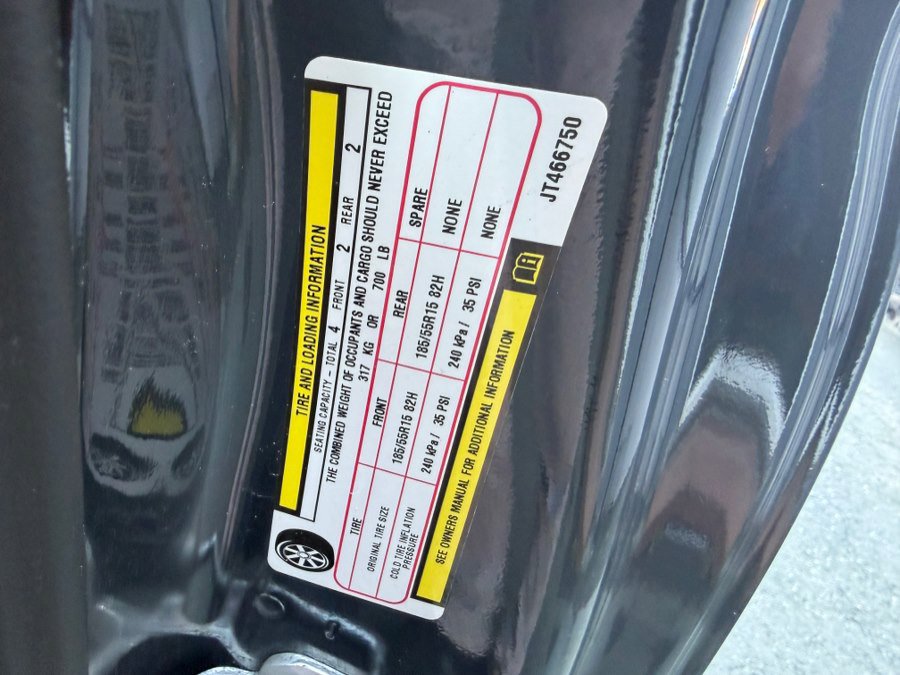 TIRE AND LOADING INFORMATION
SEATING CAPACITY - TOTAL 4 FRONT 2 REAR 2
THE COMBINED WEIGHT OF OCCUPANTS AND CARGO SHOULD NEVER EXCEED
317 KG OR 700 LB
TIRE FRONT REAR SPARE
ORIGINAL TIRE SIZE 185/55R15 82H 185/55R15 82H NONE
COLD TIRE INFLATION PRESSURE 240 kPa / 35 PSI 240 kPa / 35 PSI NONE
SEE OWNERS MANUAL FOR ADDITIONAL INFORMATION
JT466750